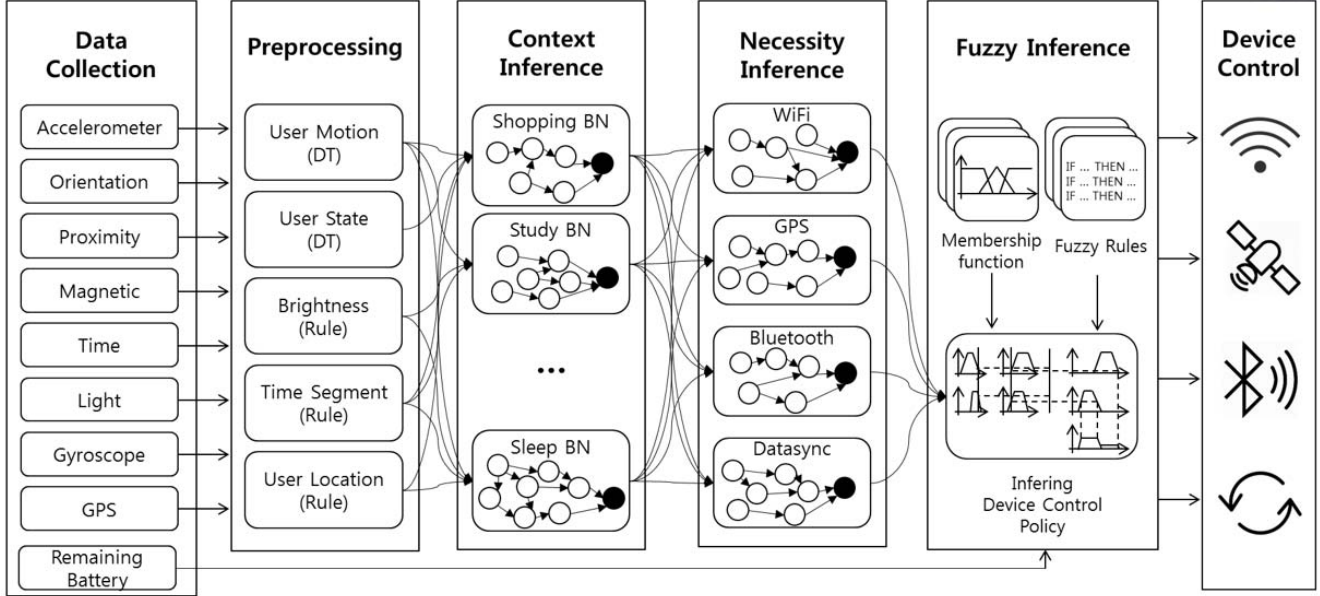 Data
Collection
Accelerometer
Orientation
Proximity
Magnetic
Time
Light
Gyroscope
GPS
Remaining
Battery
Preprocessing
User Motion
(DT)
User State
(DT)
Brightness
(Rule)
Time Segment
(Rule)
User Location
(Rule)
Context
Inference
Shopping BN
Study BN
...
Sleep BN
Necessity
Inference
WiFi
GPS
Bluetooth
Datasync
Fuzzy Inference
IF ... THEN ...
IF ... THEN ...
IF ... THEN ...
Membership
function
Fuzzy Rules
Infering
Device Control
Policy
Device
Control